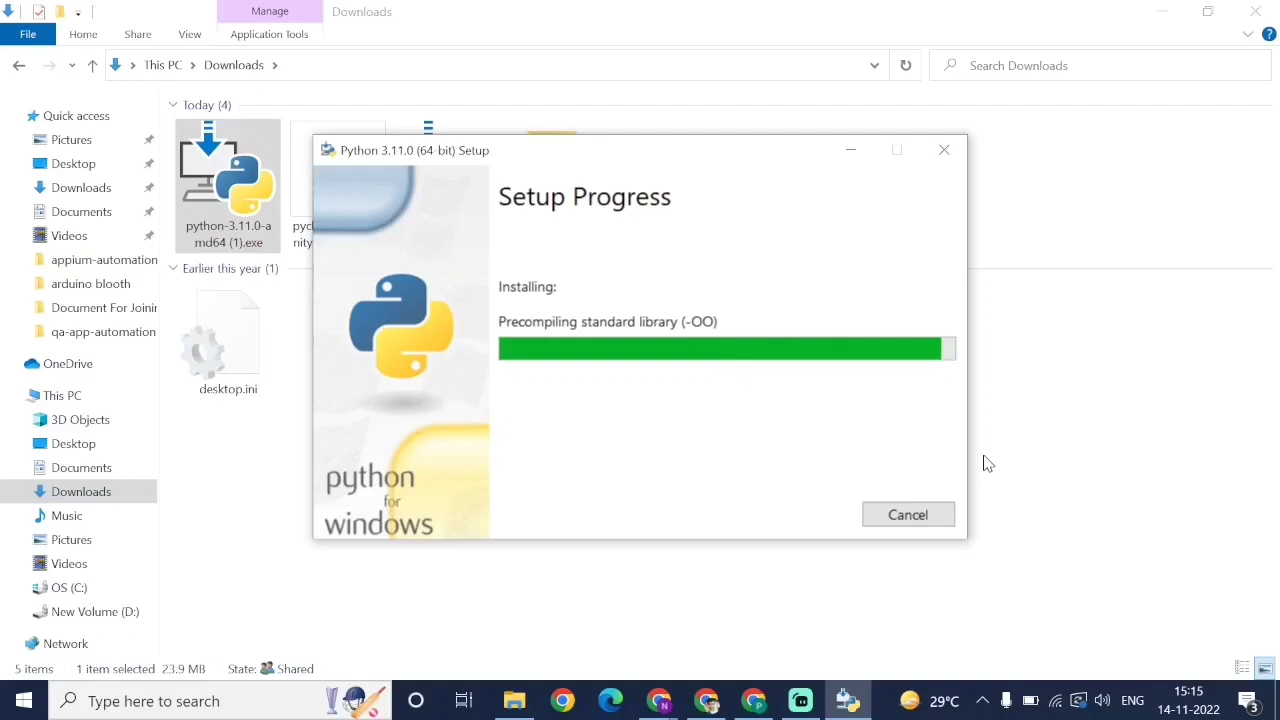 Manage
Downloads
File
Home
Share
View
Application Tools
This PC
Downloads
Search Downloads
Quick access
Pictures
Desktop
Downloads
Documents
Videos
appium-automation
arduino blooth
Document For Joinir
qa-app-automation
OneDrive
This PC
3D Objects
Desktop
Documents
Downloads
Music
Pictures
Videos
OS (C:)
New Volume (D:)
Network
Today (4)
python-3.11.0-a
md64 (1).exe
pyc
nity
Earlier this year (1)
desktop.ini
Python 3.11.0 (64-bit) Setup
Setup Progress
Installing:
Precompiling standard library (-OO)
python
for
windows
Cancel
5 items
1 item selected 23.9 MB
State: Shared
Type here to search
29°C
ENG
15:15
14-11-2022
3